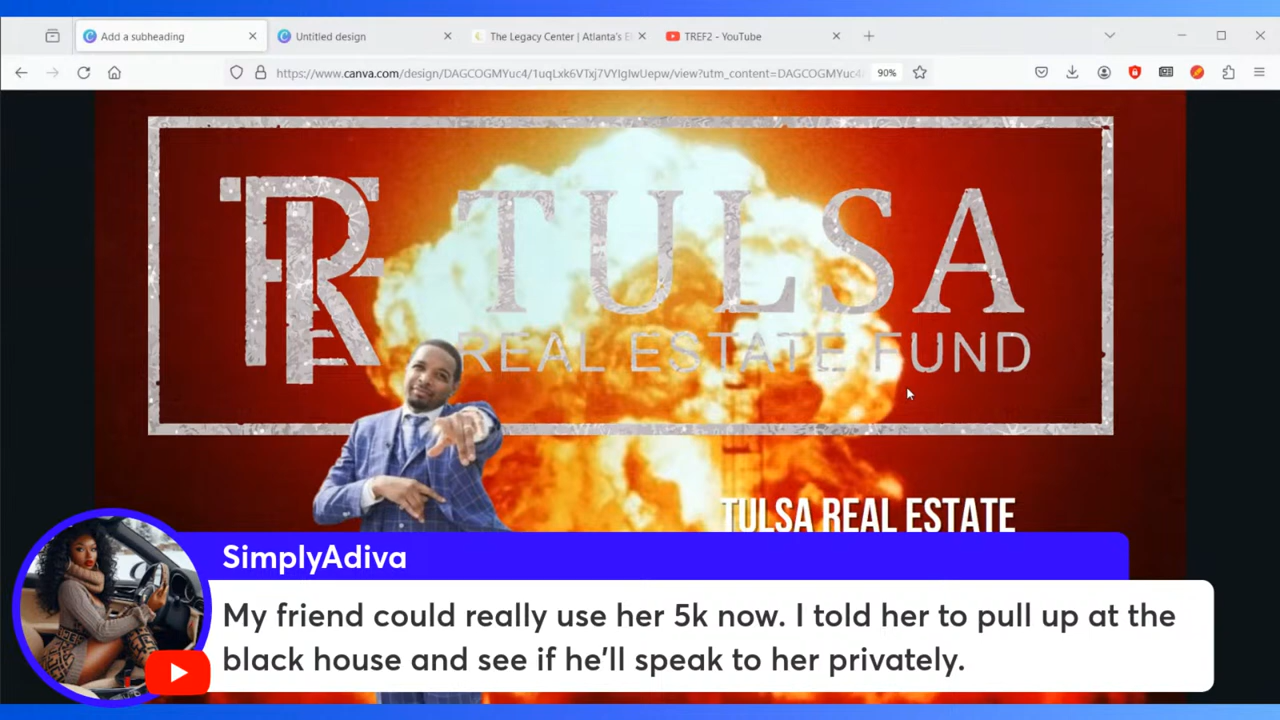 Add a subheading
Untitled design
The Legacy Center | Atlanta's E
TREF2 - YouTube
https://www.canva.com/design/DAGCOGMYuc4/1uqLxk6VTxj7VYIgIwUepw/view?utm_content=DAGCOGMYuc4/
90%
TULSA
REAL ESTATE FUND
TULSA REAL ESTATE
SimplyAdiva
My friend could really use her 5k now. I told her to pull up at the
black house and see if he'll speak to her privately.